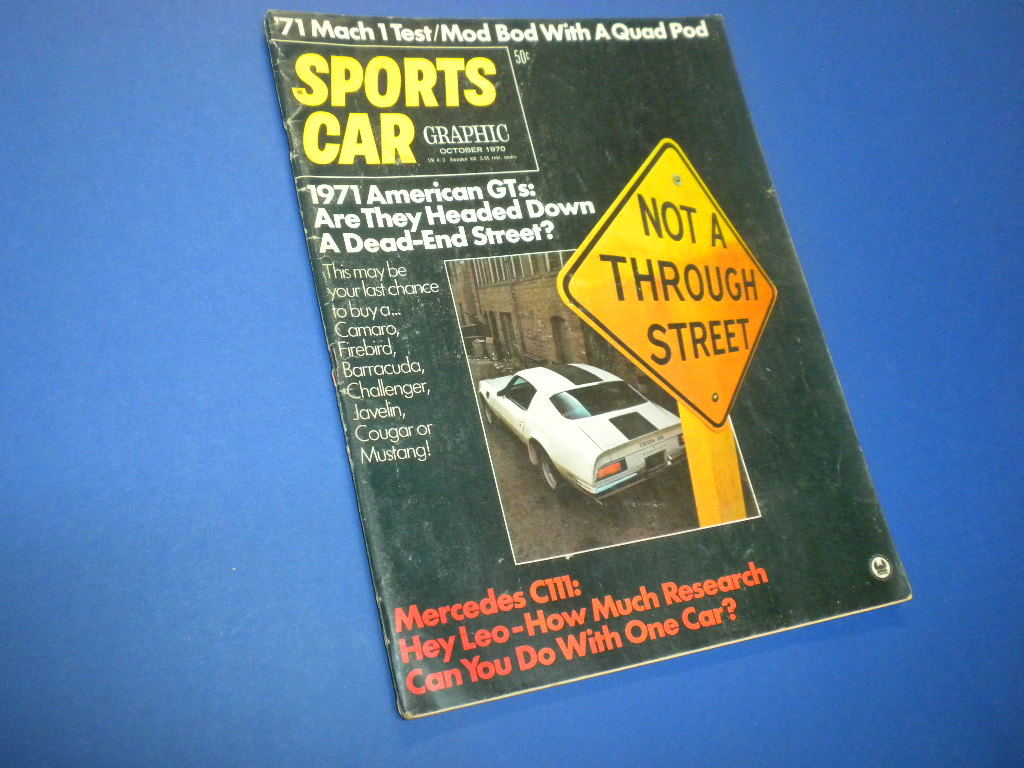 '71 Mach 1 Test/Mod Bod With A Quad Pod
50¢
SPORTS
CAR GRAPHIC
OCTOBER 1970
1971 American GTs:
Are They Headed Down
A Dead-End Street?
This may be
your last chance
to buy a...
Camaro,
Firebird,
Barracuda,
Challenger,
Javelin,
Cougar or
Mustang!
NOT A
THROUGH
STREET
TRANS AM
Mercedes C111:
Hey Leo-How Much Research
Can You Do With One Car?